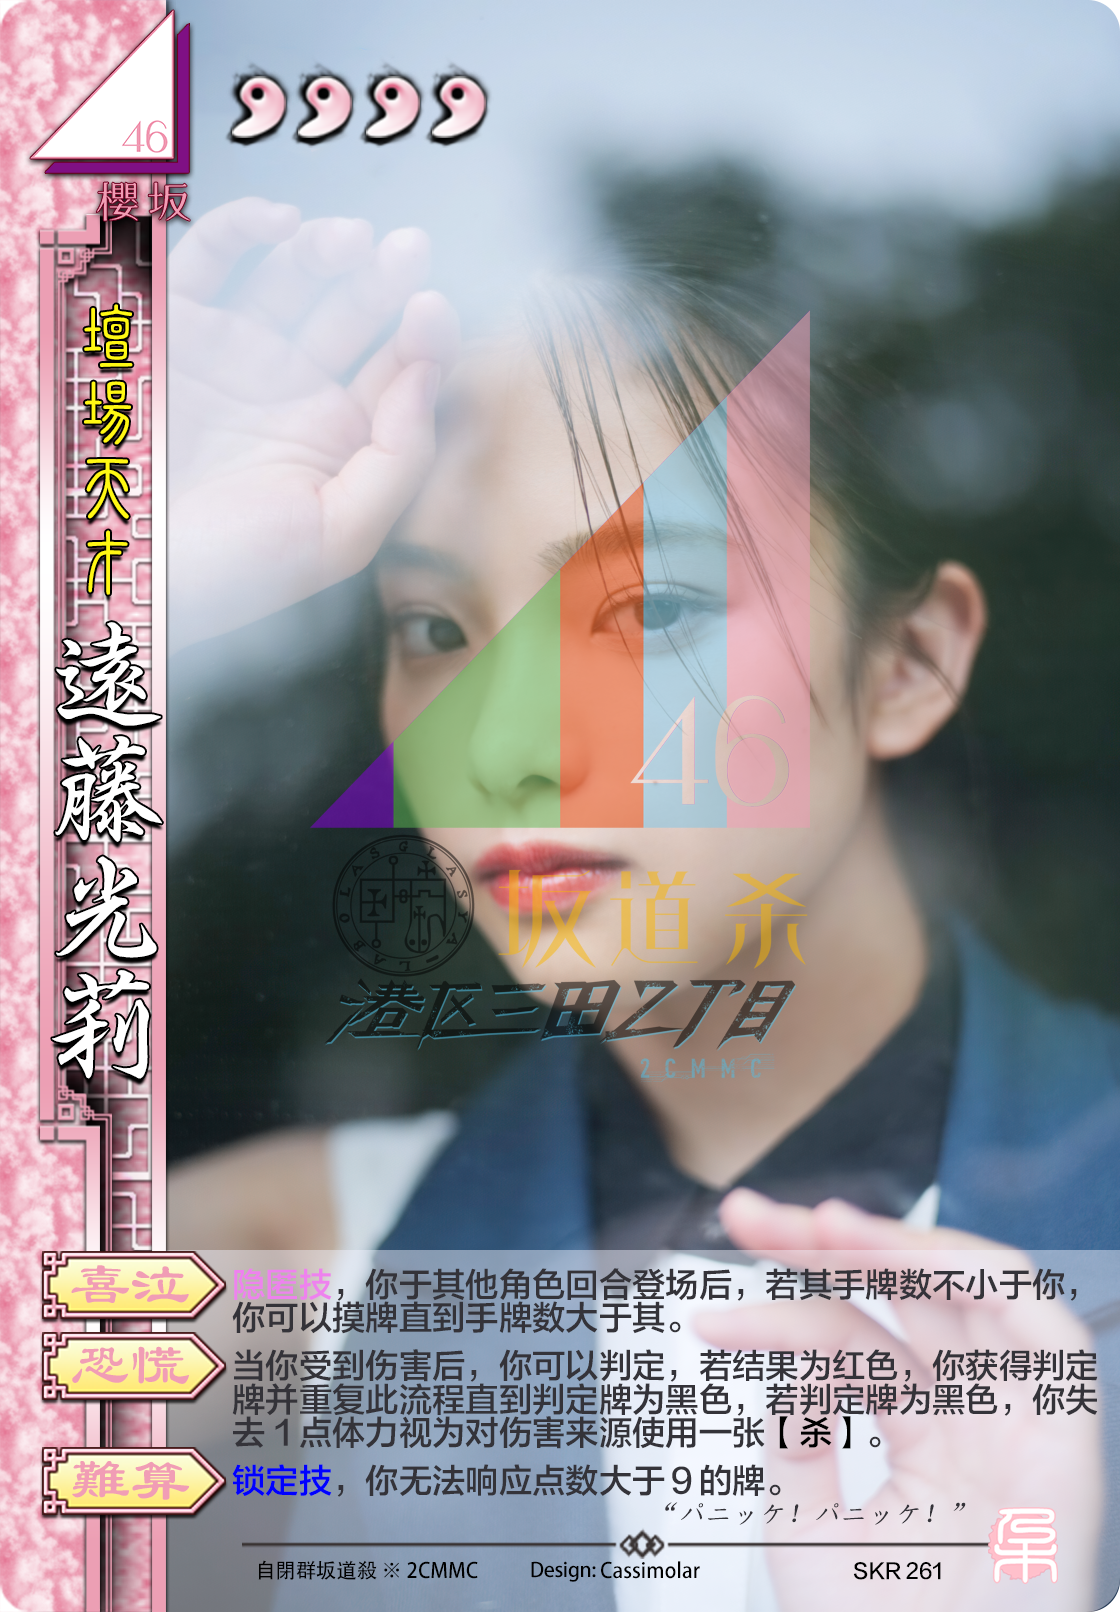 46
櫻坂
壇場天才
遠藤光莉
46
GLASYALABOLAS
坂道杀
港区三田2丁目
2CMMC
喜泣
隐匿技，你于其他角色回合登场后，若其手牌数不小于你，
你可以摸牌直到手牌数大于其。
恐慌
当你受到伤害后，你可以判定，若结果为红色，你获得判定
牌并重复此流程直到判定牌为黑色，若判定牌为黑色，你失
去1点体力视为对伤害来源使用一张【杀】。
難算
锁定技，你无法响应点数大于9的牌。
“パニッケ！パニッケ！”
自閉群坂道殺 ※ 2CMMC
Design: Cassimolar
SKR 261